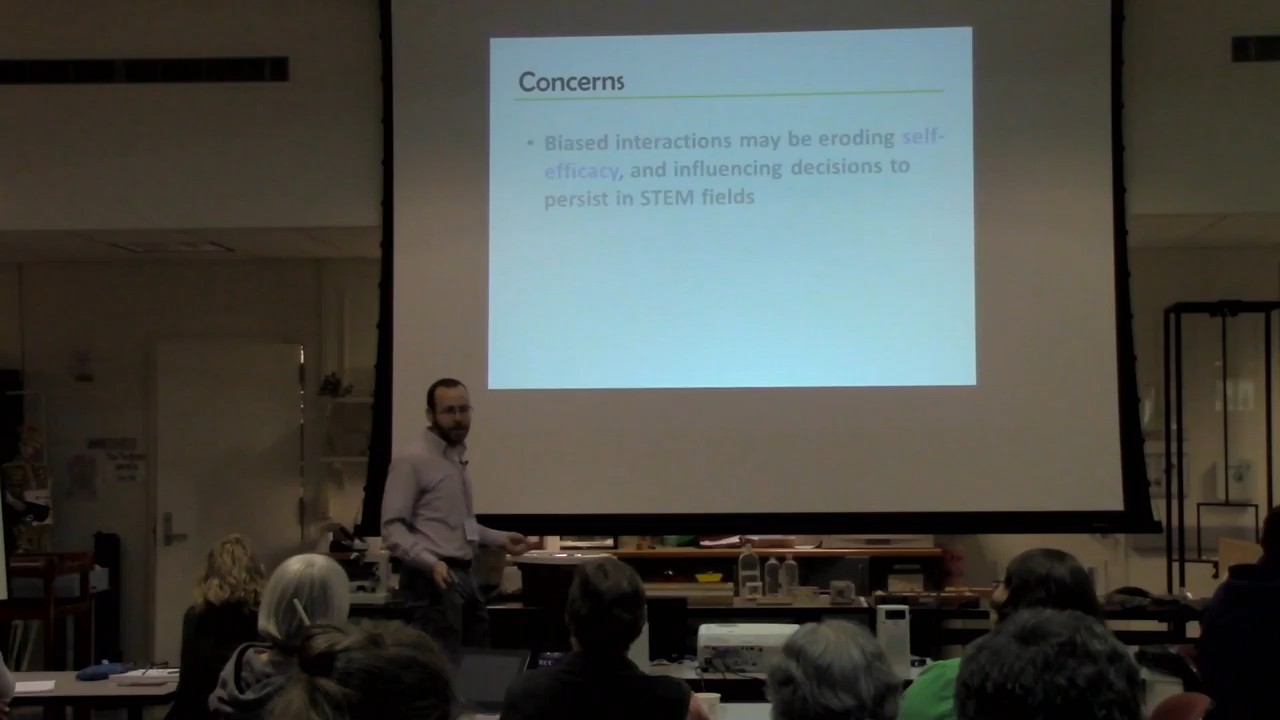 Concerns
• Biased interactions may be eroding self-
efficacy, and influencing decisions to
persist in STEM fields